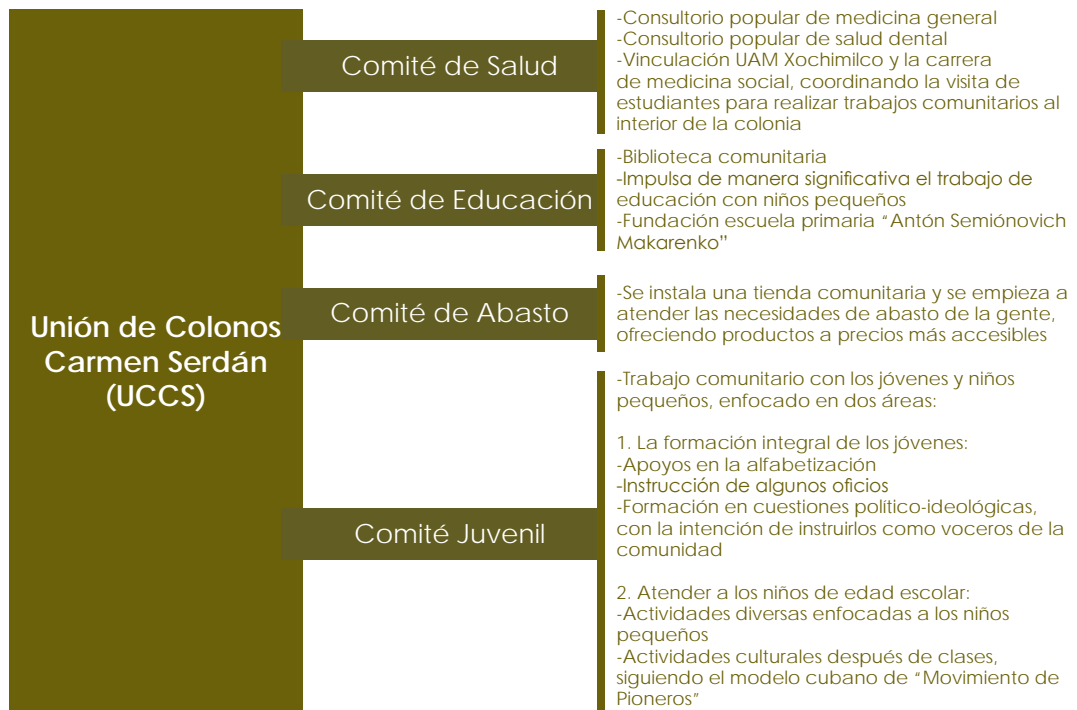 Unión de Colonos
Carmen Serdán
(UCCS)
Comité de Salud
-Consultorio popular de medicina general
-Consultorio popular de salud dental
-Vinculación UAM Xochimilco y la carrera
de medicina social, coordinando la visita de
estudiantes para realizar trabajos comunitarios al
interior de la colonia
Comité de Educación
-Biblioteca comunitaria
-Impulsa de manera significativa el trabajo de
educación con niños pequeños
-Fundación escuela primaria “Antón Semiónovich
Makarenko”
Comité de Abasto
-Se instala una tienda comunitaria y se empieza a
atender las necesidades de abasto de la gente,
ofreciendo productos a precios más accesibles
Comité Juvenil
-Trabajo comunitario con los jóvenes y niños
pequeños, enfocado en dos áreas:
1. La formación integral de los jóvenes:
-Apoyos en la alfabetización
-Instrucción de algunos oficios
-Formación en cuestiones político-ideológicas,
con la intención de instruirlos como voceros de la
comunidad
2. Atender a los niños de edad escolar:
-Actividades diversas enfocadas a los niños
pequeños
-Actividades culturales después de clases,
siguiendo el modelo cubano de “Movimiento de
Pioneros”